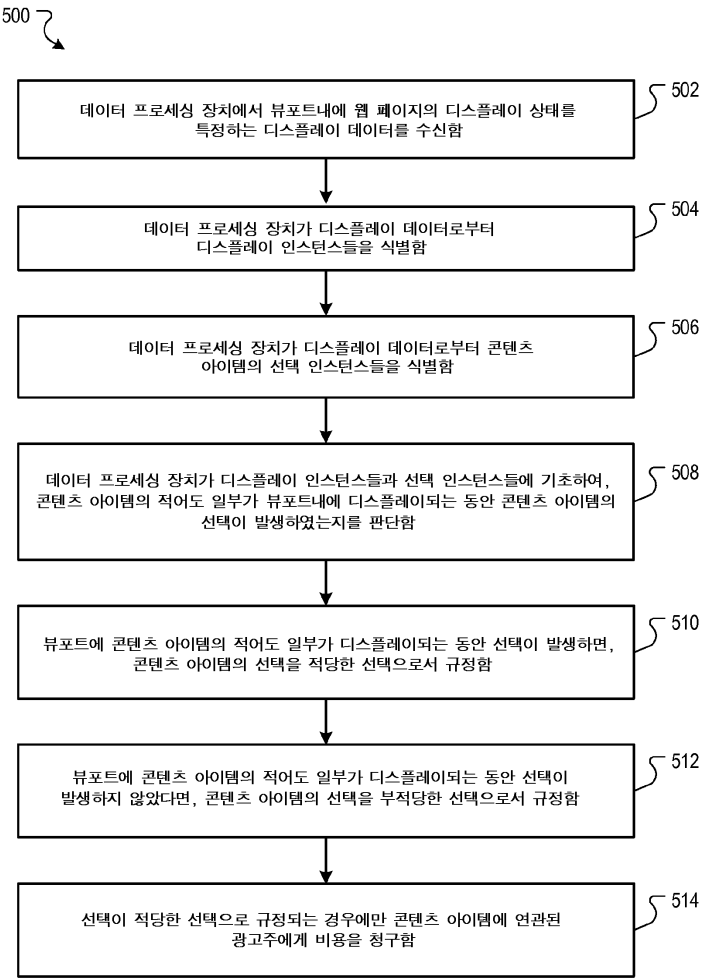 500
502
데이터 프로세싱 장치에서 뷰포트내에 웹 페이지의 디스플레이 상태를
특정하는 디스플레이 데이터를 수신함
504
데이터 프로세싱 장치가 디스플레이 데이터로부터
디스플레이 인스턴스들을 식별함
506
데이터 프로세싱 장치가 디스플레이 데이터로부터 콘텐츠
아이템의 선택 인스턴스들을 식별함
508
데이터 프로세싱 장치가 디스플레이 인스턴스들과 선택 인스턴스들에 기초하여,
콘텐츠 아이템의 적어도 일부가 뷰포트내에 디스플레이되는 동안 콘텐츠 아이템의
선택이 발생하였는지를 판단함
510
뷰포트에 콘텐츠 아이템의 적어도 일부가 디스플레이되는 동안 선택이 발생하면,
콘텐츠 아이템의 선택을 적당한 선택으로서 규정함
512
뷰포트에 콘텐츠 아이템의 적어도 일부가 디스플레이되는 동안 선택이
발생하지 않았다면, 콘텐츠 아이템의 선택을 부적당한 선택으로서 규정함
514
선택이 적당한 선택으로 규정되는 경우에만 콘텐츠 아이템에 연관된
광고주에게 비용을 청구함